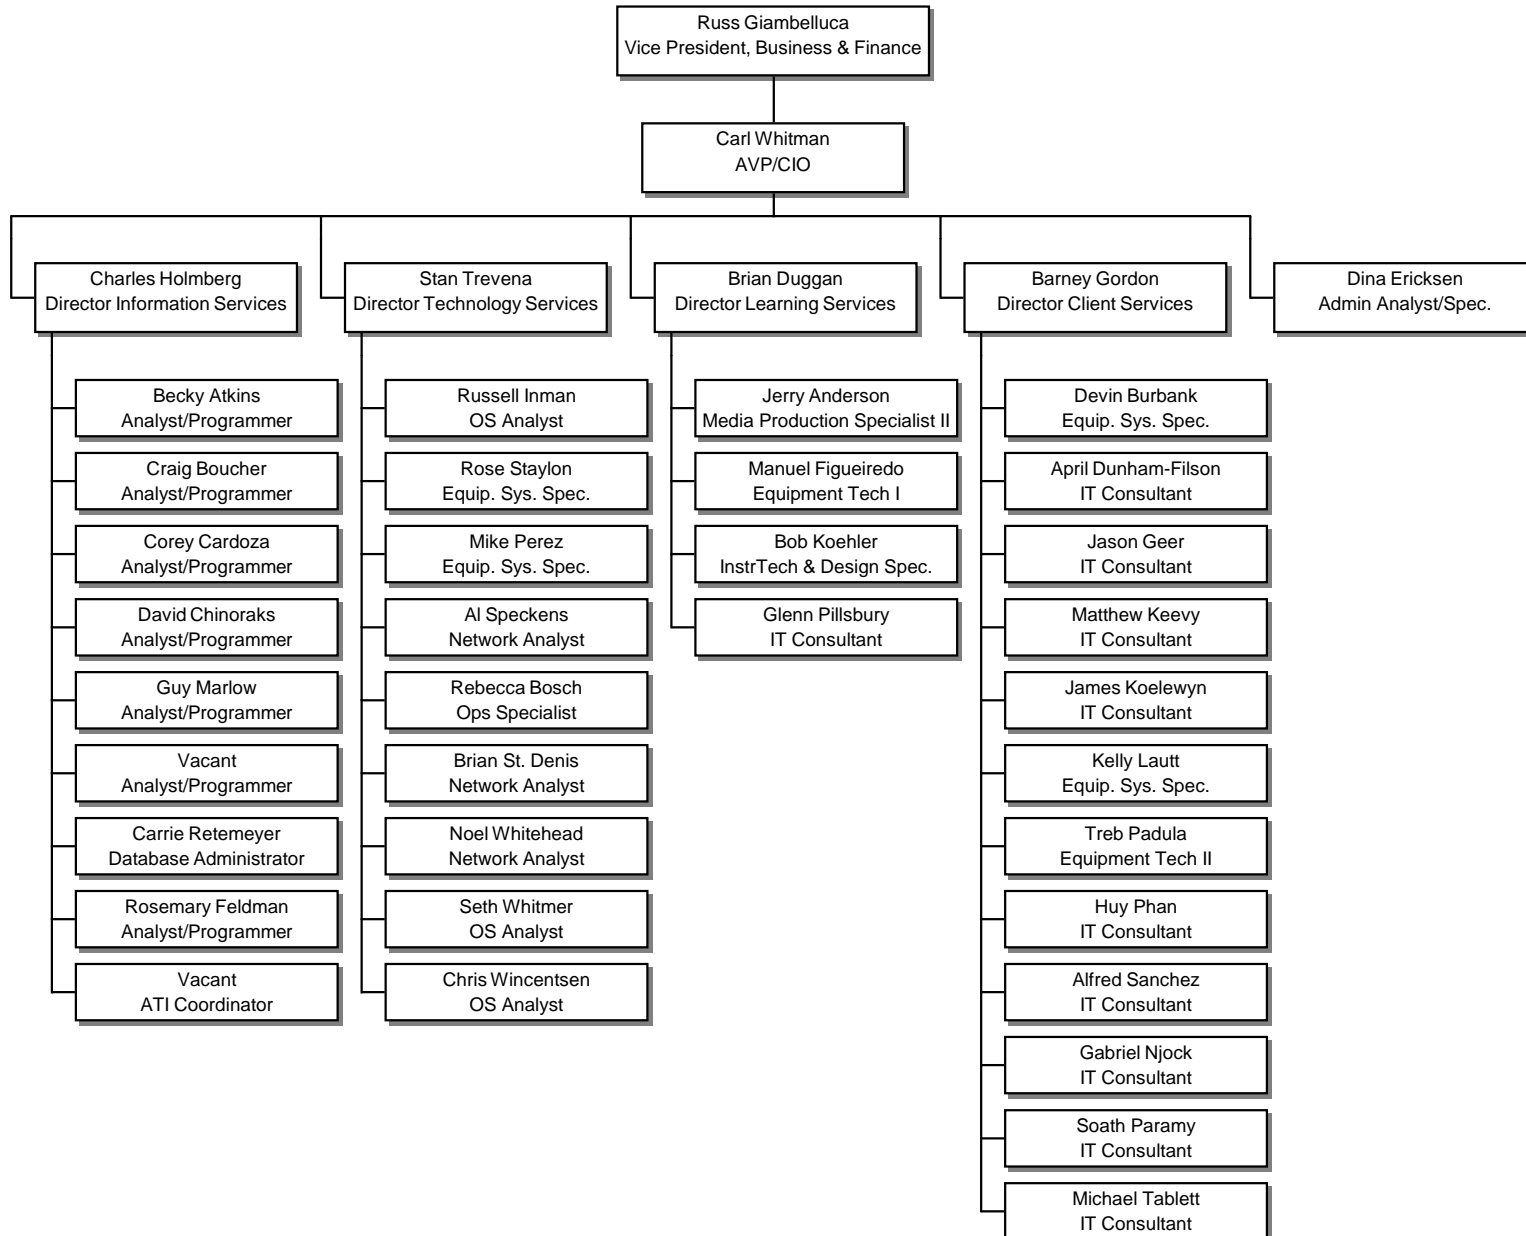 Russ Giambelluca
Vice President, Business & Finance
Carl Whitman
AVP/CIO
Charles Holmberg
Director Information Services
Stan Trevena
Director Technology Services
Brian Duggan
Director Learning Services
Barney Gordon
Director Client Services
Dina Ericksen
Admin Analyst/Spec.
Becky Atkins
Analyst/Programmer
Craig Boucher
Analyst/Programmer
Corey Cardoza
Analyst/Programmer
David Chinoraks
Analyst/Programmer
Guy Marlow
Analyst/Programmer
Vacant
Analyst/Programmer
Carrie Retemeyer
Database Administrator
Rosemary Feldman
Analyst/Programmer
Vacant
ATI Coordinator
Russell Inman
OS Analyst
Rose Staylon
Equip. Sys. Spec.
Mike Perez
Equip. Sys. Spec.
Al Speckens
Network Analyst
Rebecca Bosch
Ops Specialist
Brian St. Denis
Network Analyst
Noel Whitehead
Network Analyst
Seth Whitmer
OS Analyst
Chris Wincentsen
OS Analyst
Jerry Anderson
Media Production Specialist II
Manuel Figueiredo
Equipment Tech I
Bob Koehler
InstrTech & Design Spec.
Glenn Pillsbury
IT Consultant
Devin Burbank
Equip. Sys. Spec.
April Dunham-Filson
IT Consultant
Jason Geer
IT Consultant
Matthew Keevy
IT Consultant
James Koelewyn
IT Consultant
Kelly Lautt
Equip. Sys. Spec.
Treb Padula
Equipment Tech II
Huy Phan
IT Consultant
Alfred Sanchez
IT Consultant
Gabriel Njock
IT Consultant
Soath Paramy
IT Consultant
Michael Tablett
IT Consultant